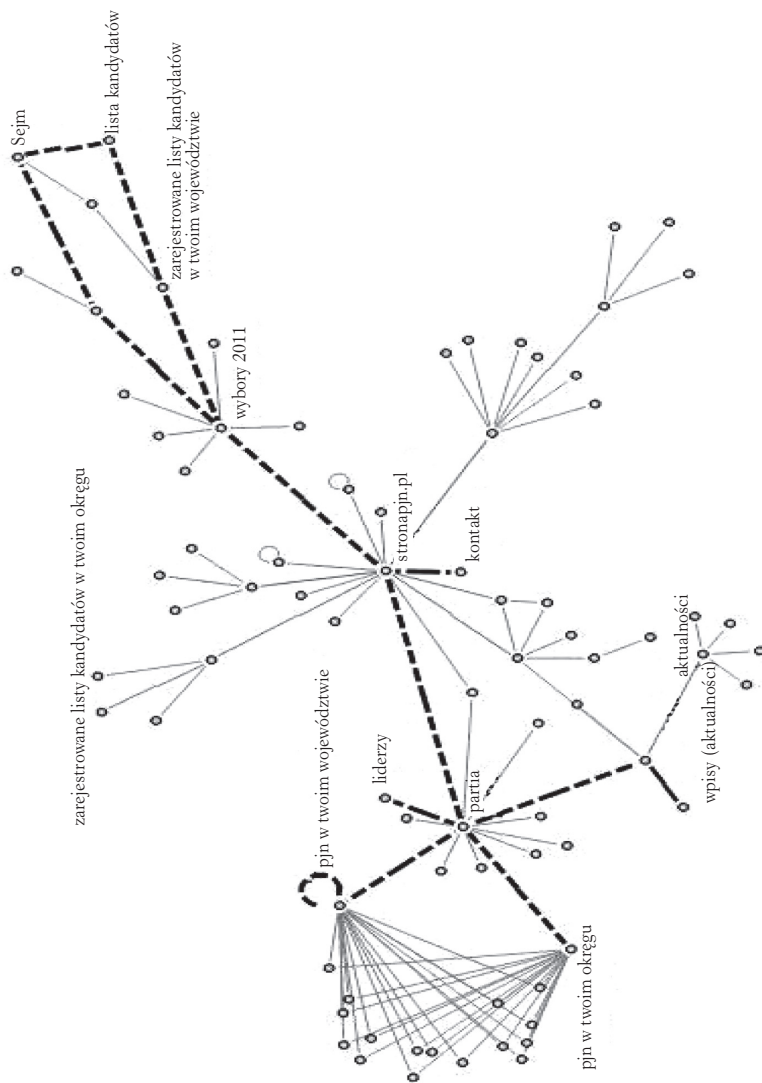 Sejm
lista kandydatów
zarejestrowane listy kandydatów
w twoim województwie
wybory 2011
zarejestrowane listy kandydatów w twoim okręgu
stronapjn.pl
kontakt
pjn w twoim województwie
liderzy
partia
aktualności
wpisy (aktualności)
pjn w twoim okręgu